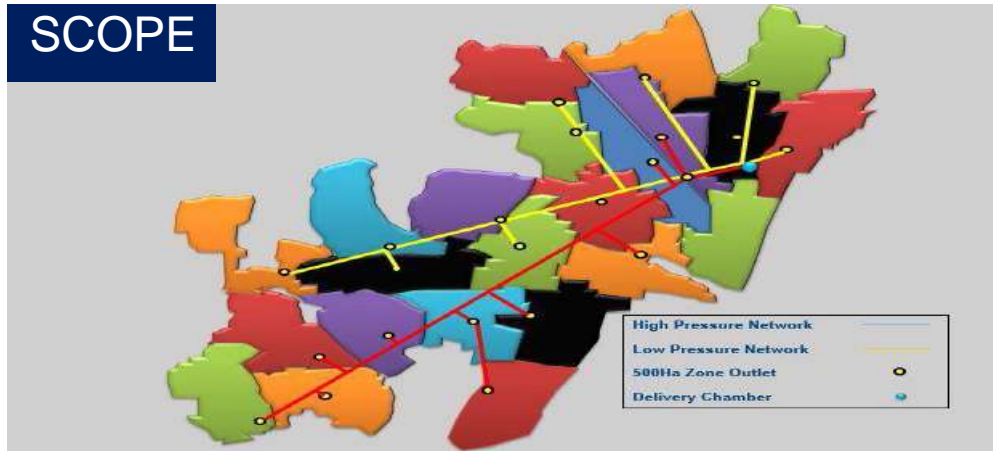 SCOPE
High Pressure Network
Low Pressure Network
500Ha Zone Outlet
Delivery Chamber